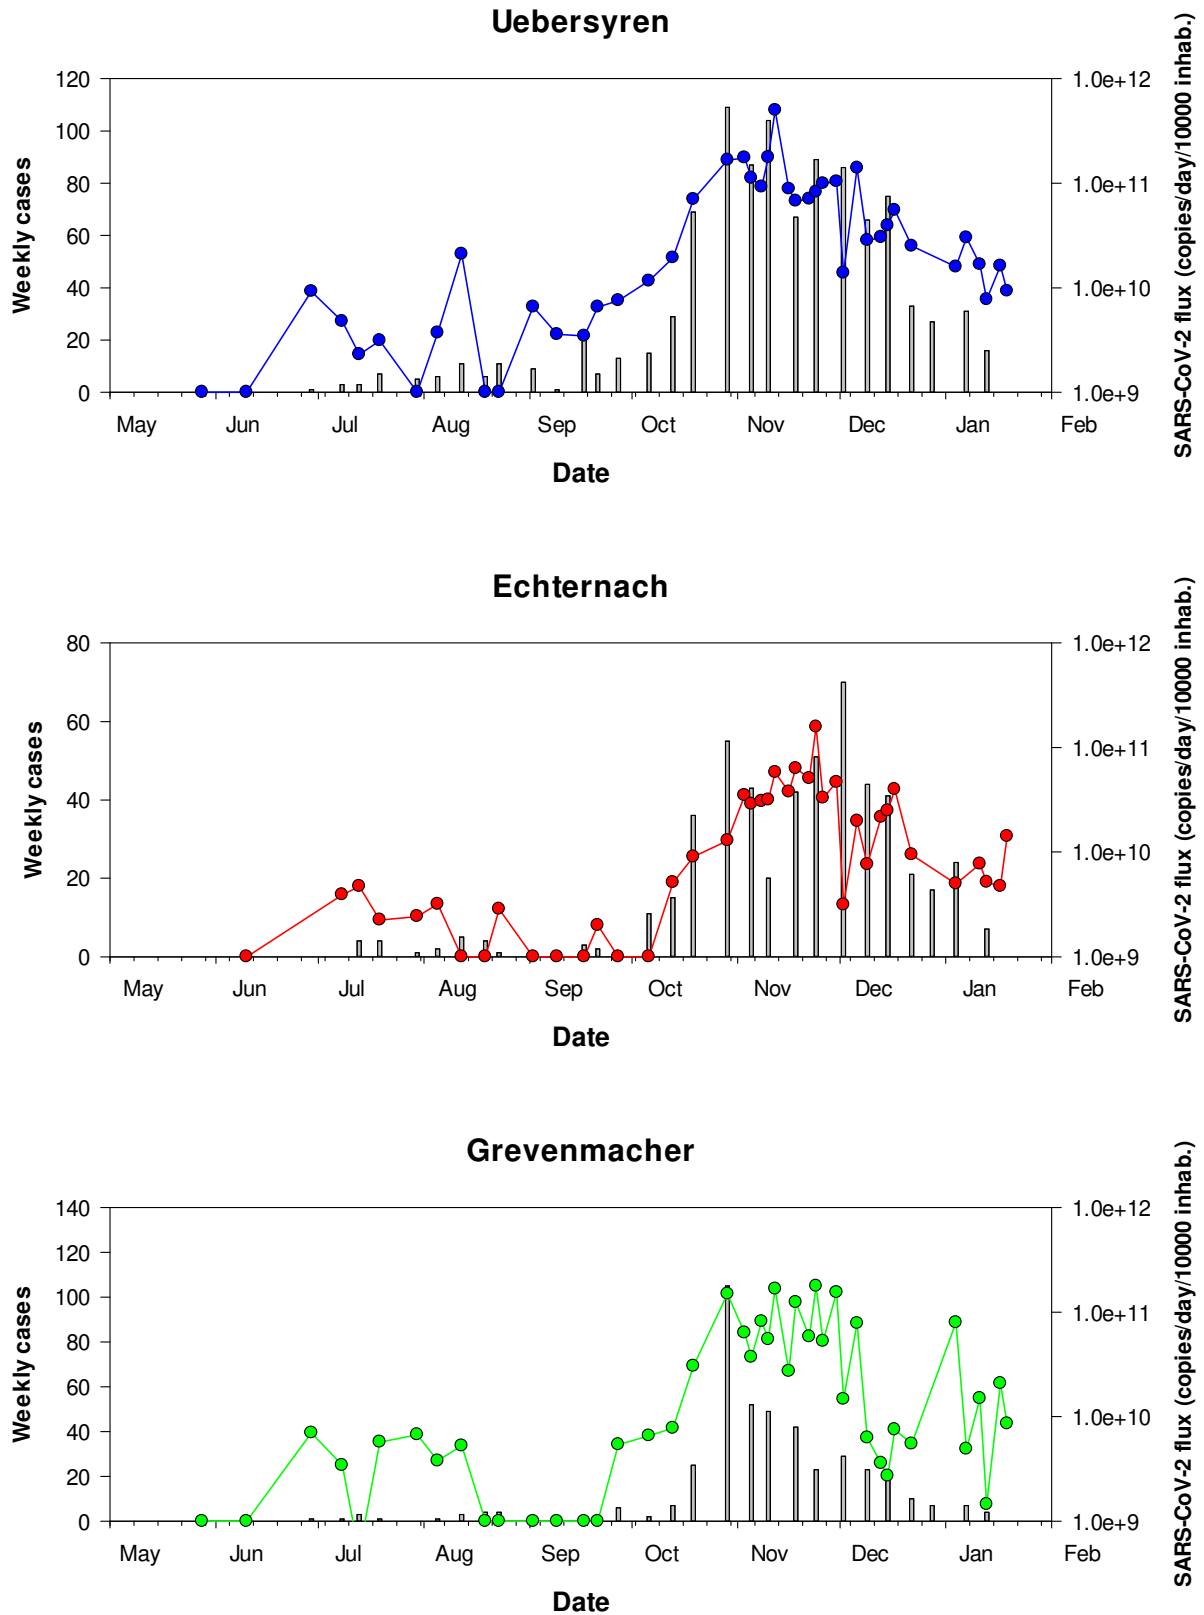 Uebersyren
120
100
80
60
40
20
0
Weekly cases
1.0e+12
1.0e+11
1.0e+10
1.0e+9
SARS-CoV-2 flux (copies/day/10000 inhab.)
May Jun Jul Aug Sep Oct Nov Dec Jan Feb
Date
Echternach
80
60
40
20
0
Weekly cases
1.0e+12
1.0e+11
1.0e+10
1.0e+9
SARS-CoV-2 flux (copies/day/10000 inhab.)
May Jun Jul Aug Sep Oct Nov Dec Jan Feb
Date
Grevenmacher
140
120
100
80
60
40
20
0
Weekly cases
1.0e+12
1.0e+11
1.0e+10
1.0e+9
SARS-CoV-2 flux (copies/day/10000 inhab.)
May Jun Jul Aug Sep Oct Nov Dec Jan Feb
Date